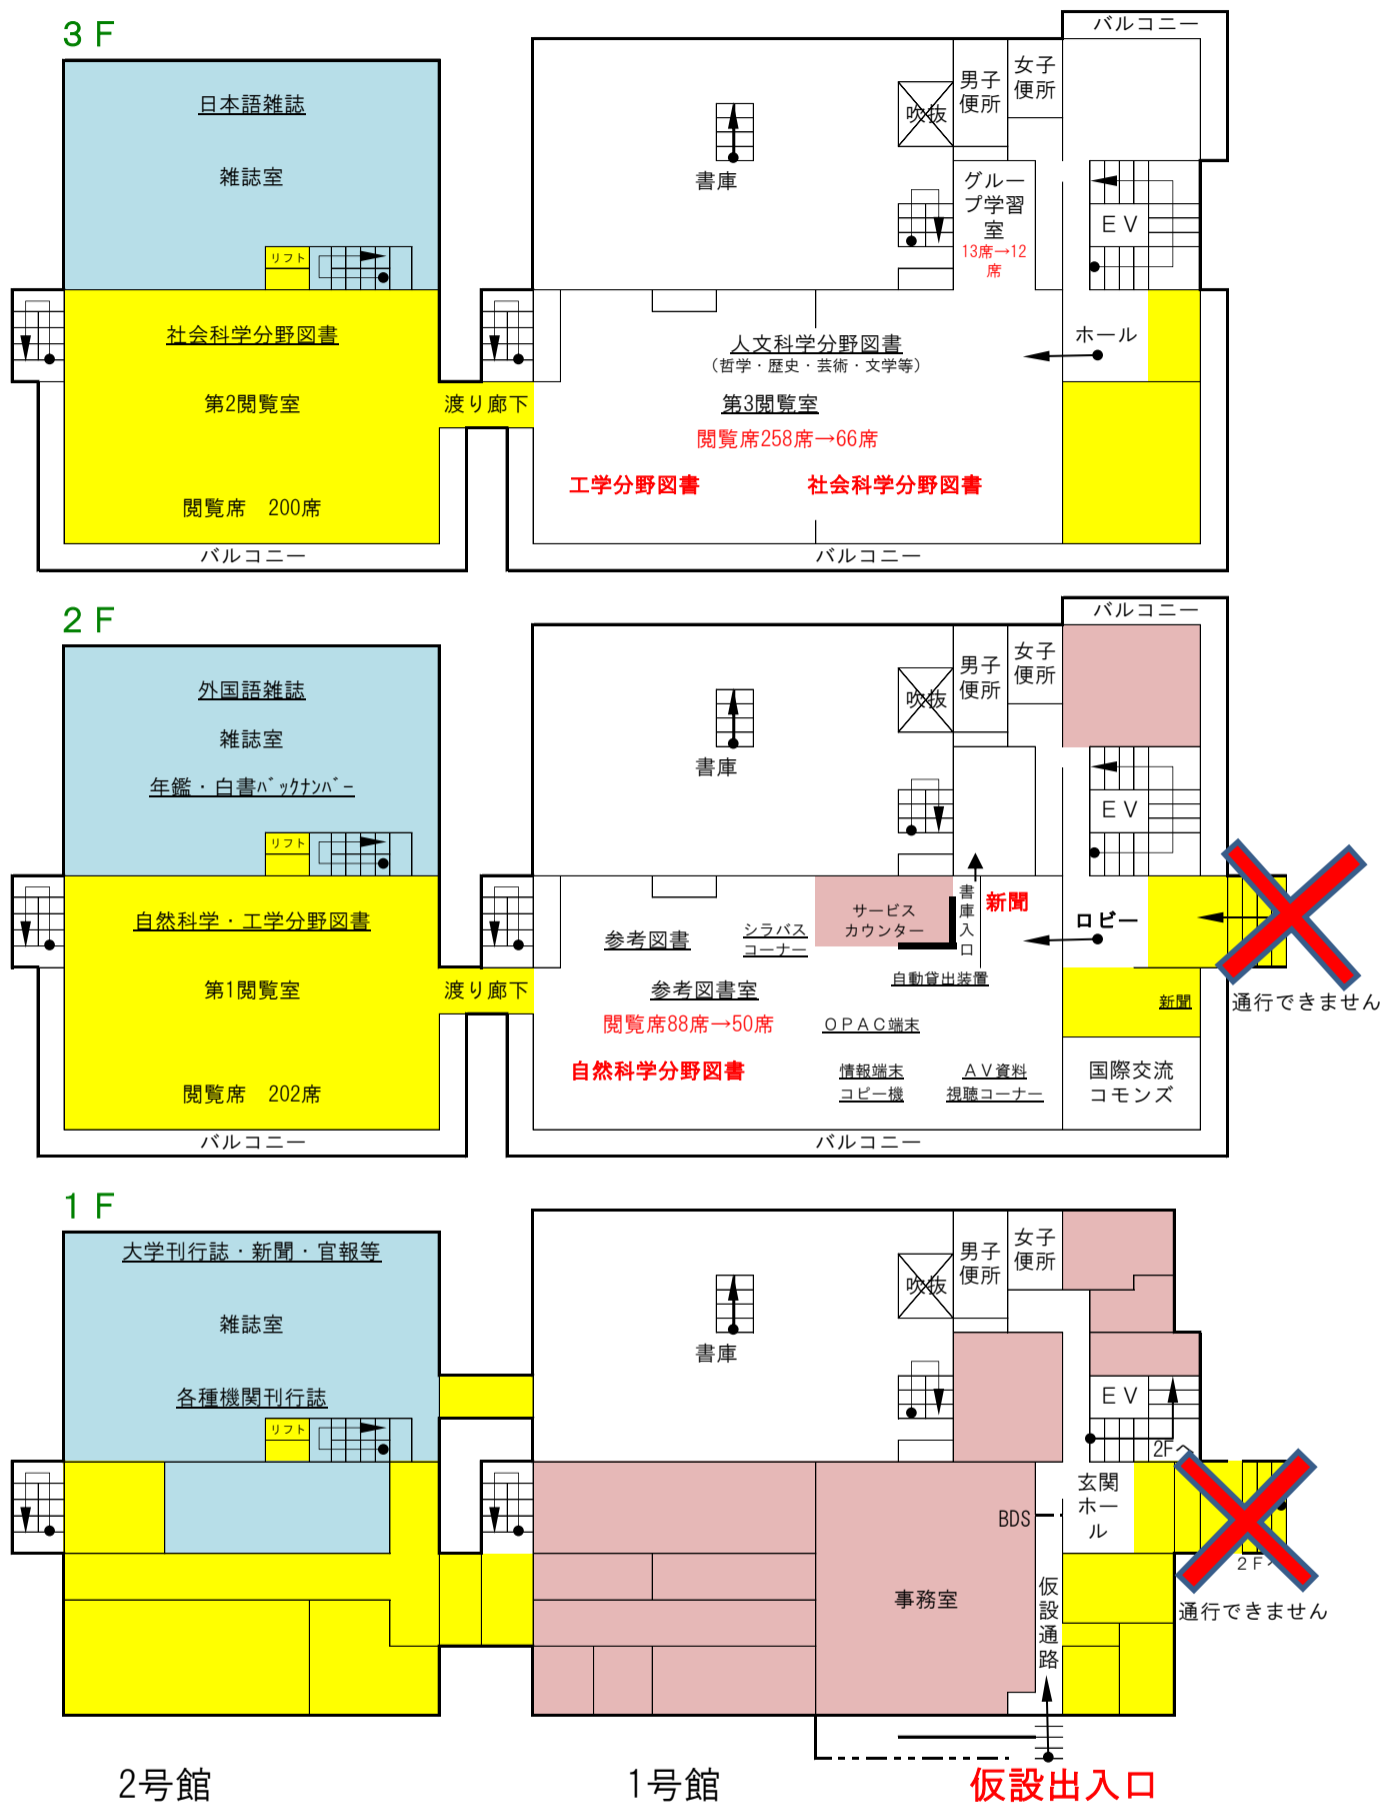 3F
バルコニー
日本語雑誌
雑誌室
リフト
吹抜
男子
便所
女子
便所
書庫
グルー
プ学習
室
13席→12
席
EV
社会科学分野図書
第2閲覧室
閲覧席 200席
バルコニー
渡り廊下
人文科学分野図書
(哲学・歴史・芸術・文学等)
第3閲覧室
閲覧席258席→66席
工学分野図書
社会科学分野図書
ホール
バルコニー
2F
バルコニー
外国語雑誌
雑誌室
年鑑・白書バックナンバー
リフト
吹抜
男子
便所
女子
便所
書庫
EV
自然科学・工学分野図書
第1閲覧室
閲覧席 202席
バルコニー
渡り廊下
参考図書
シラバス
コーナー
サービス
カウンター
書庫入口
新聞
ロビー
自動貸出装置
参考図書室
閲覧席88席→50席
OPAC端末
自然科学分野図書
情報端末
コピー機
AV資料
視聴コーナー
新聞
通行できません
国際交流
コモンズ
バルコニー
1F
大学刊行誌・新聞・官報等
雑誌室
各種機関刊行誌
リフト
吹抜
男子
便所
女子
便所
書庫
EV
2Fへ
玄関
ホー
ル
BDS
事務室
仮設通路
2Fへ
通行できません
2号館
1号館
仮設出入口